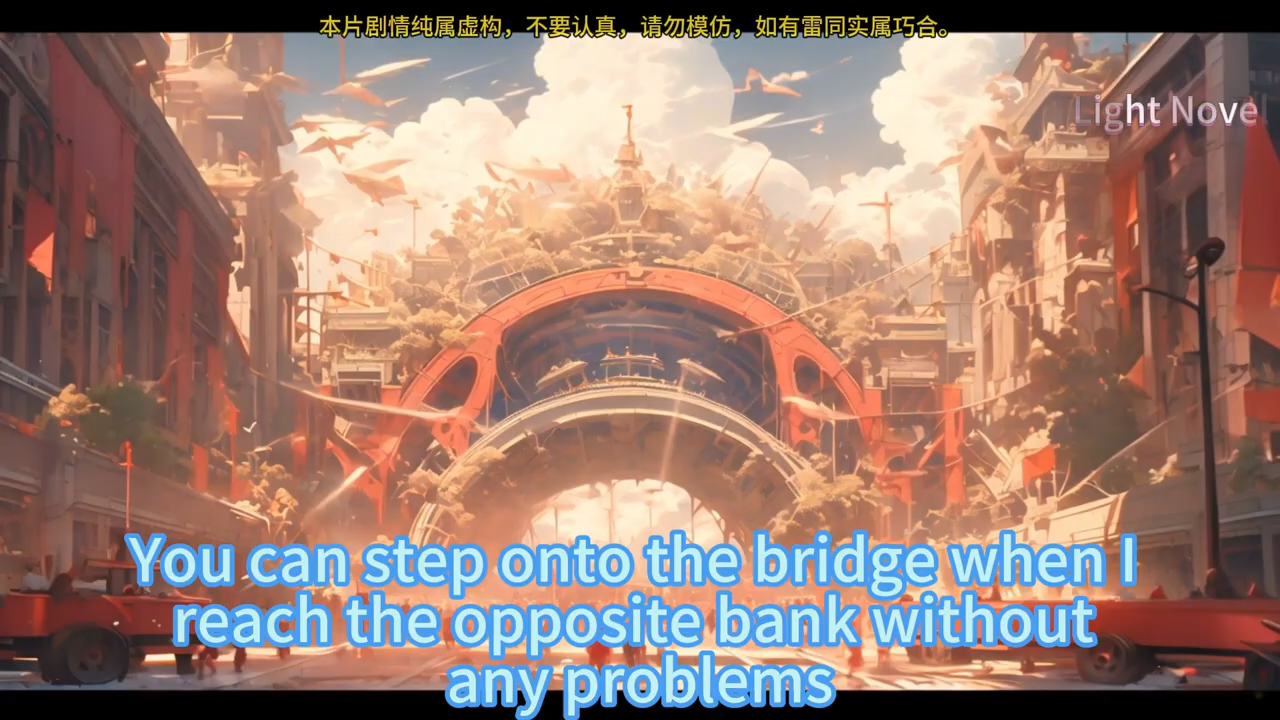 本片剧情纯属虚构，不要认真，请勿模仿，如有雷同实属巧合。
Light Novel
You can step onto the bridge when I
reach the opposite bank without
any problems